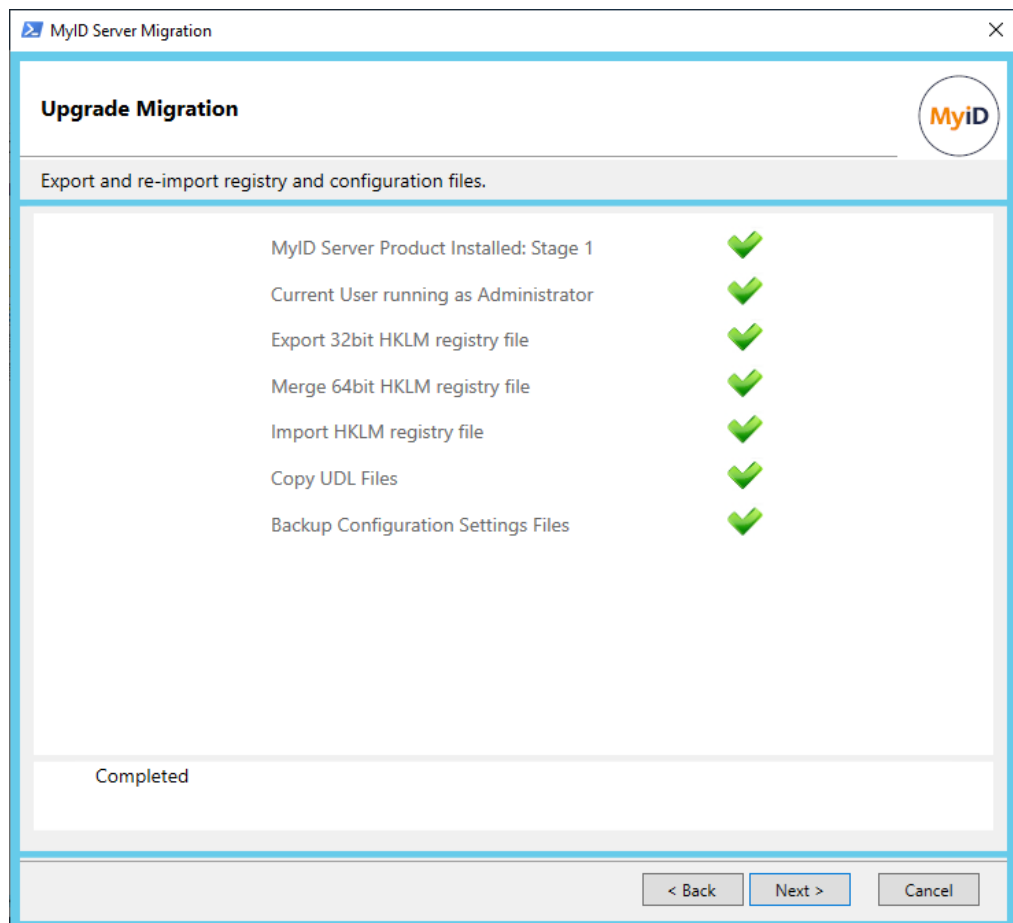 MyID Server Migration
Upgrade Migration
MyiD
Export and re-import registry and configuration files.
MyID Server Product Installed: Stage 1
Current User running as Administrator
Export 32bit HKLM registry file
Merge 64bit HKLM registry file
Import HKLM registry file
Copy UDL Files
Backup Configuration Settings Files
Completed
< Back Next > Cancel